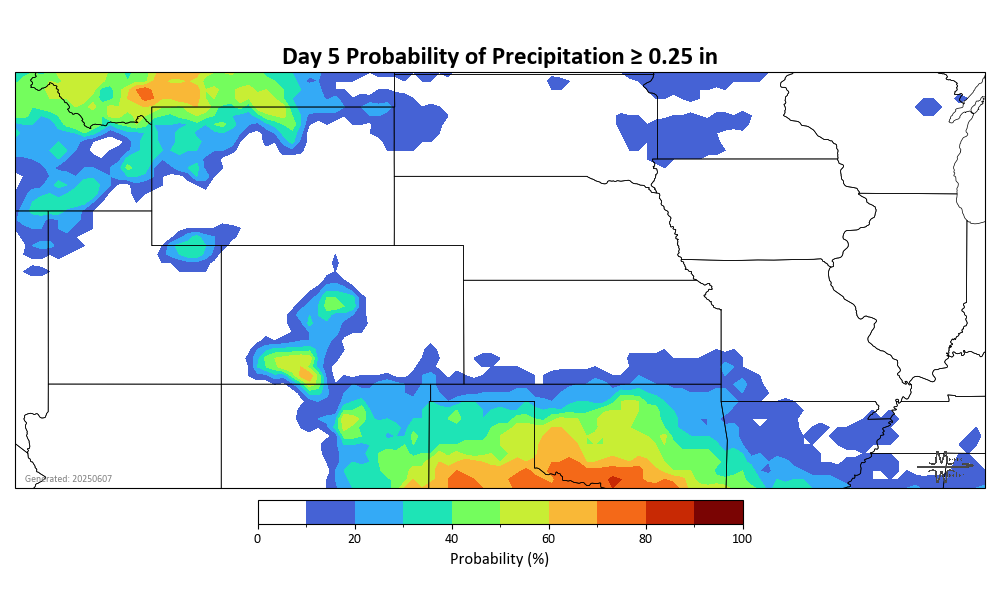 Day 5 Probability of Precipitation ≥ 0.25 in
Generated: 20250607
0 20 40 60 80 100
Probability (%)